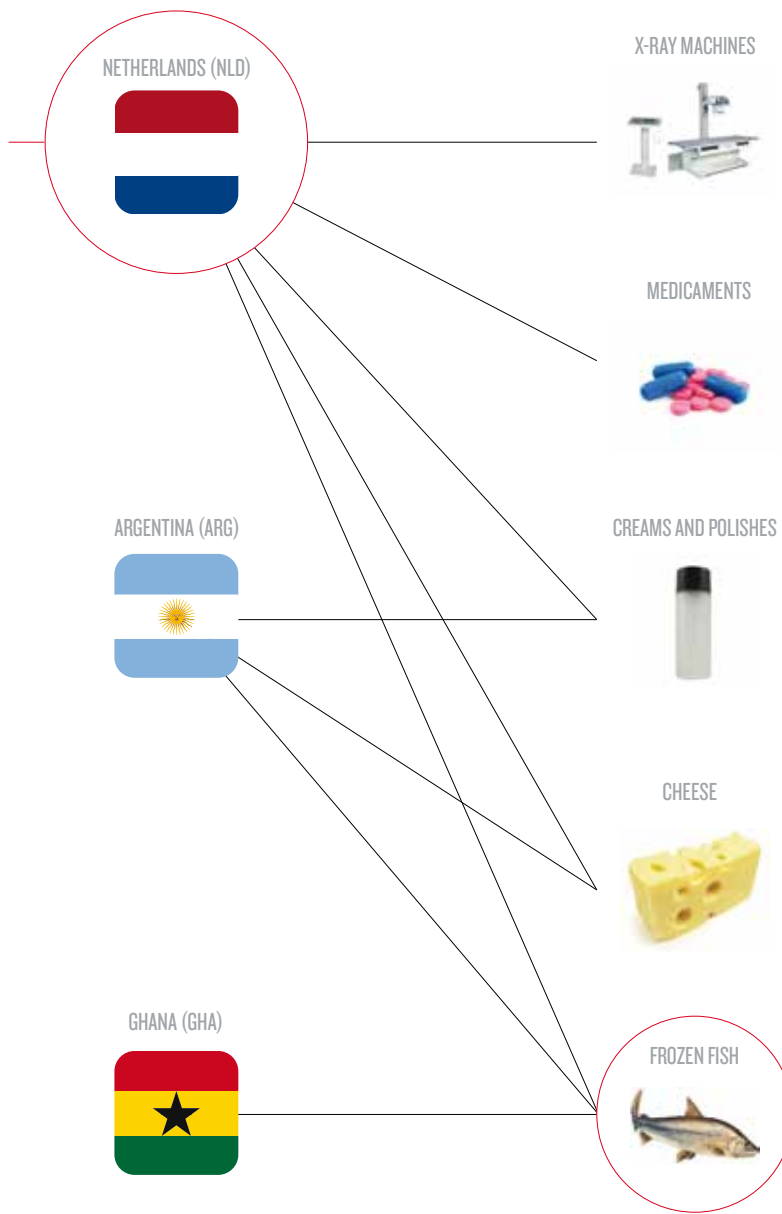 NETHERLANDS (NLD)
X-RAY MACHINES
MEDICAMENTS
ARGENTINA (ARG)
CREAMS AND POLISHES
CHEESE
GHANA (GHA)
FROZEN FISH